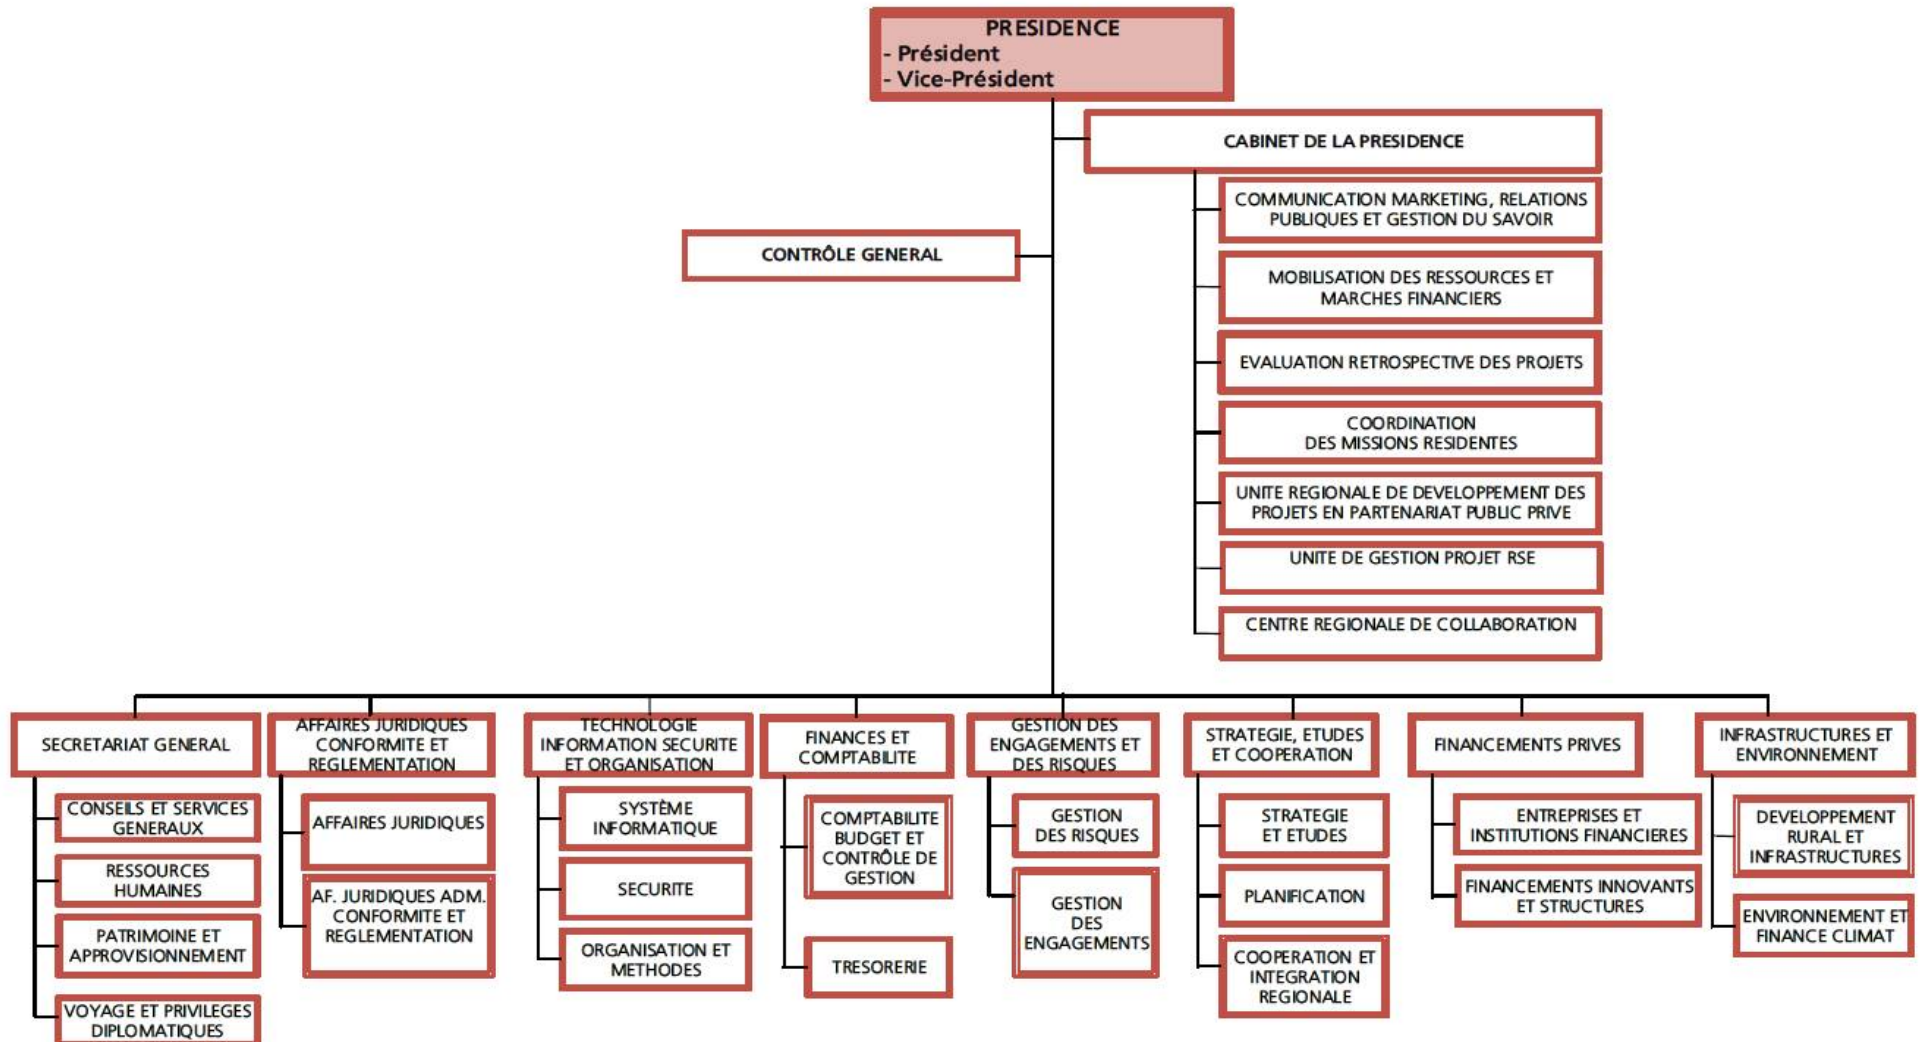 PRESIDENCE
- Président
- Vice-Président
CABINET DE LA PRESIDENCE
COMMUNICATION MARKETING, RELATIONS
PUBLIQUES ET GESTION DU SAVOIR
CONTRÔLE GENERAL
MOBILISATION DES RESSOURCES ET
MARCHES FINANCIERS
EVALUATION RETROSPECTIVE DES PROJETS
COORDINATION
DES MISSIONS RESIDENTES
UNITE REGIONALE DE DEVELOPPEMENT DES
PROJETS EN PARTENARIAT PUBLIC PRIVE
UNITE DE GESTION PROJET RSE
CENTRE REGIONALE DE COLLABORATION
SECRETARIAT GENERAL
CONSEILS ET SERVICES
GENERAUX
RESSOURCES
HUMAINES
PATRIMOINE ET
APPROVISIONNEMENT
VOYAGE ET PRIVILEGES
DIPLOMATIQUES
AFFAIRES JURIDIQUES
CONFORMITE ET
REGLEMENTATION
AFFAIRES JURIDIQUES
AF. JURIDIQUES ADM.
CONFORMITE ET
REGLEMENTATION
TECHNOLOGIE
INFORMATION SECURITE
ET ORGANISATION
SYSTÈME
INFORMATIQUE
SECURITE
ORGANISATION ET
METHODES
FINANCES ET
COMPTABILITE
COMPTABILITE
BUDGET ET
CONTRÔLE DE
GESTION
TRESORERIE
GESTION DES
ENGAGEMENTS ET
DES RISQUES
GESTION
DES RISQUES
GESTION
DES
ENGAGEMENTS
STRATEGIE, ETUDES
ET COOPERATION
STRATEGIE
ET ETUDES
PLANIFICATION
COOPERATION ET
INTEGRATION
REGIONALE
FINANCEMENTS PRIVES
ENTREPRISES ET
INSTITUTIONS FINANCIERES
FINANCEMENTS INNOVANTS
ET STRUCTURES
INFRASTRUCTURES ET
ENVIRONNEMENT
DEVELOPPEMENT
RURAL ET
INFRASTRUCTURES
ENVIRONNEMENT ET
FINANCE CLIMAT